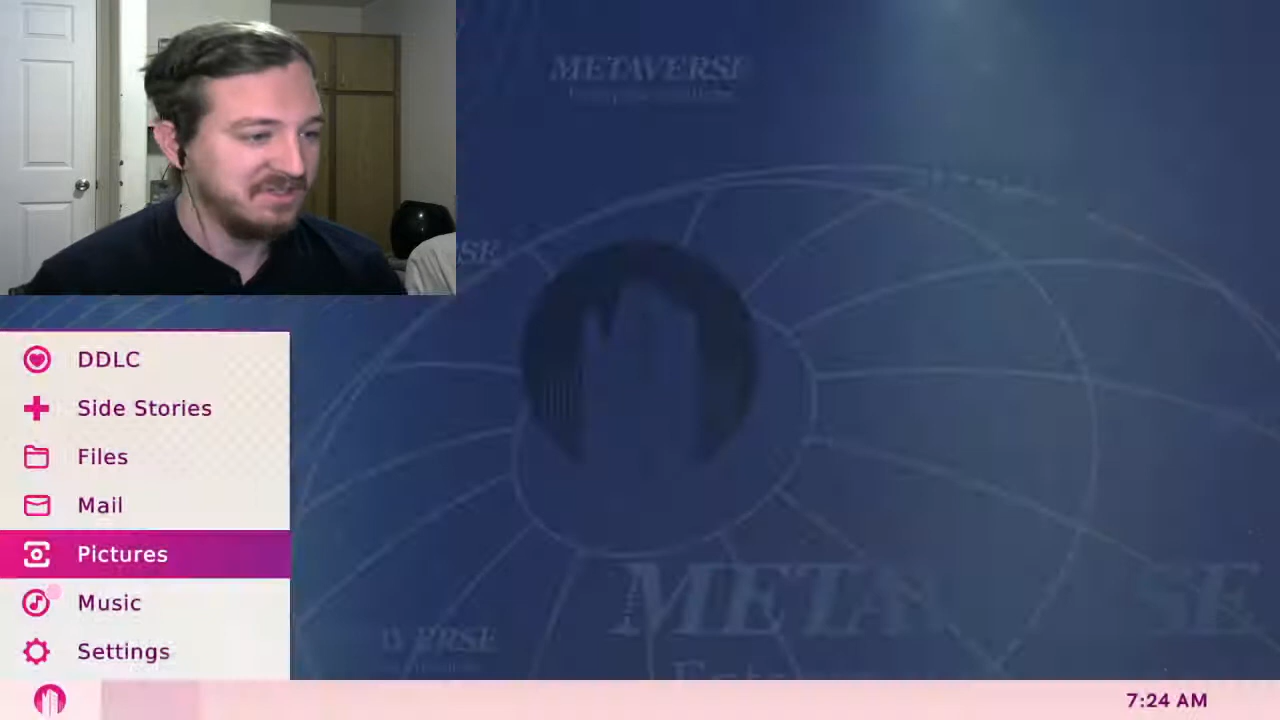 METAVERSE
DDLC
Side Stories
Files
Mail
Pictures
Music
Settings
7:24 AM